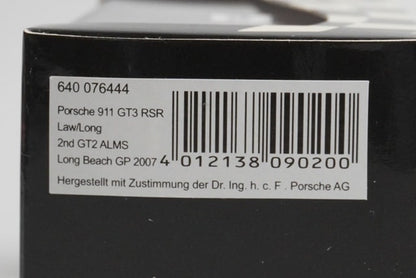 640 076444
Porsche 911 GT3 RSR
Law/Long
2nd GT2 ALMS
Long Beach GP 2007
4 012138 090200
Hergestellt mit Zustimmung der Dr. Ing. h. c. F . Porsche AG